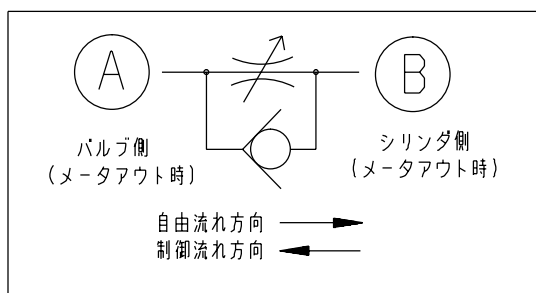 A
B
バルブ側
(メータアウト時)
シリンダ側
(メータアウト時)
自由流れ方向
制御流れ方向